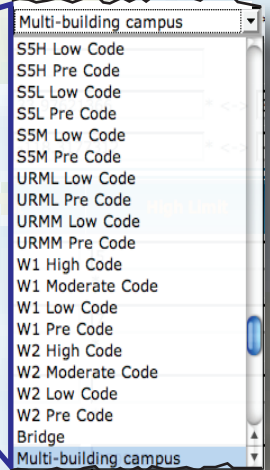 Multi-building campus
S5H Low Code
S5H Pre Code
S5L Low Code
S5L Pre Code
S5M Low Code
S5M Pre Code
URML Low Code
URML Pre Code
URMM Low Code
URMM Pre Code
W1 High Code
W1 Moderate Code
W1 Low Code
W1 Pre Code
W2 High Code
W2 Moderate Code
W2 Low Code
W2 Pre Code
Bridge
Multi-building campus